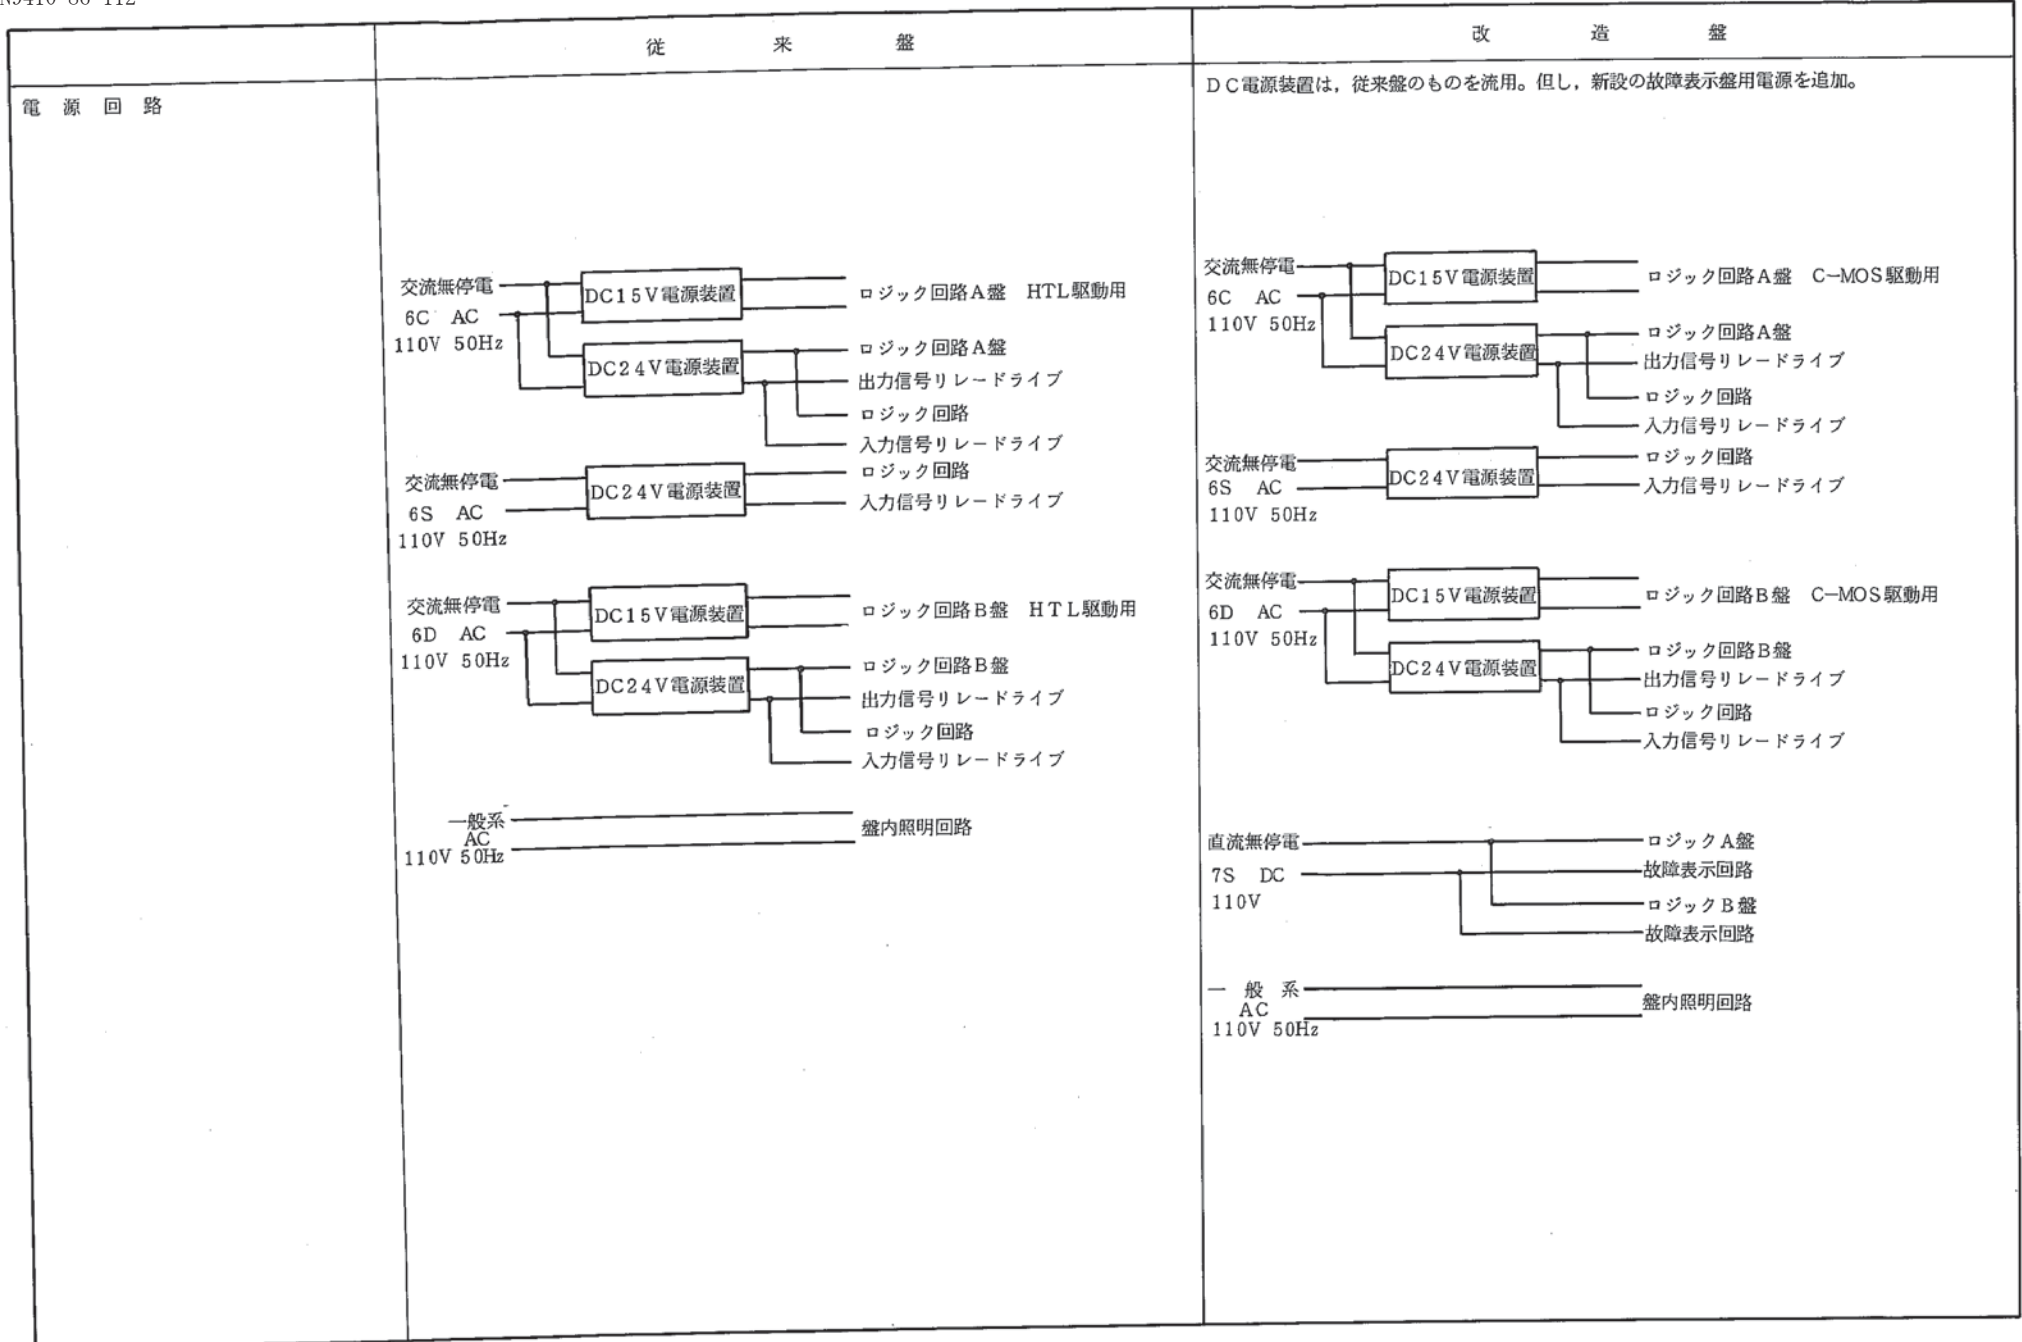 従来盤
改造盤
電源回路
DC電源装置は，従来盤のものを流用。但し，新設の故障表示盤用電源を追加。
交流無停電
6C AC
110V 50Hz
DC15V電源装置
ロジック回路A盤 HTL駆動用
DC24V電源装置
ロジック回路A盤
出力信号リレードライブ
ロジック回路
入力信号リレードライブ
交流無停電
6S AC
110V 50Hz
DC24V電源装置
ロジック回路
入力信号リレードライブ
交流無停電
6D AC
110V 50Hz
DC15V電源装置
ロジック回路B盤 HTL駆動用
DC24V電源装置
ロジック回路B盤
出力信号リレードライブ
ロジック回路
入力信号リレードライブ
一般系
AC
110V 50Hz
盤内照明回路
交流無停電
6C AC
110V 50Hz
DC15V電源装置
ロジック回路A盤 C-MOS駆動用
DC24V電源装置
ロジック回路A盤
出力信号リレードライブ
ロジック回路
入力信号リレードライブ
交流無停電
6S AC
110V 50Hz
DC24V電源装置
ロジック回路
入力信号リレードライブ
交流無停電
6D AC
110V 50Hz
DC15V電源装置
ロジック回路B盤 C-MOS駆動用
DC24V電源装置
ロジック回路B盤
出力信号リレードライブ
ロジック回路
入力信号リレードライブ
直流無停電
7S DC
110V
ロジックA盤
故障表示回路
ロジックB盤
故障表示回路
一般系
AC
110V 50Hz
盤内照明回路